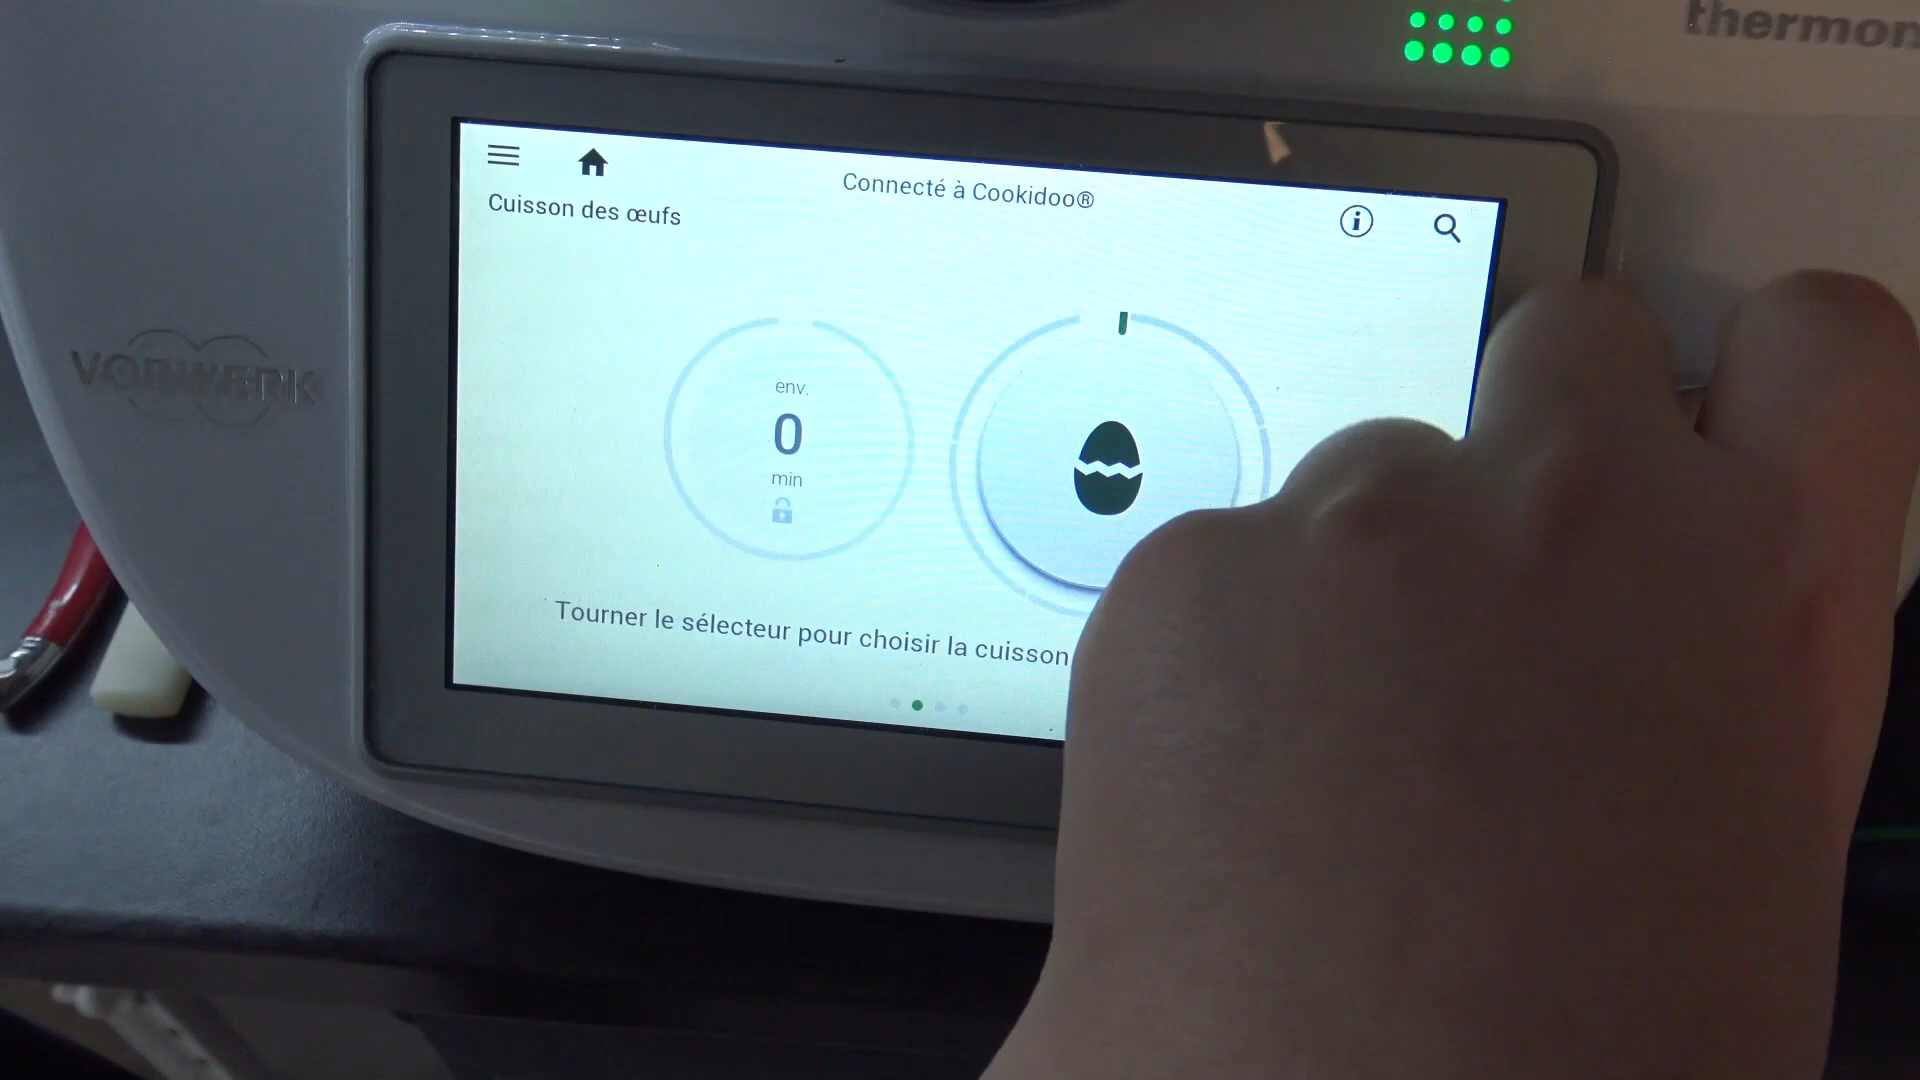 thermom
VORWERK
Connecté à Cookidoo®
Cuisson des œufs
env.
0
min
Tourner le sélecteur pour choisir la cuisson